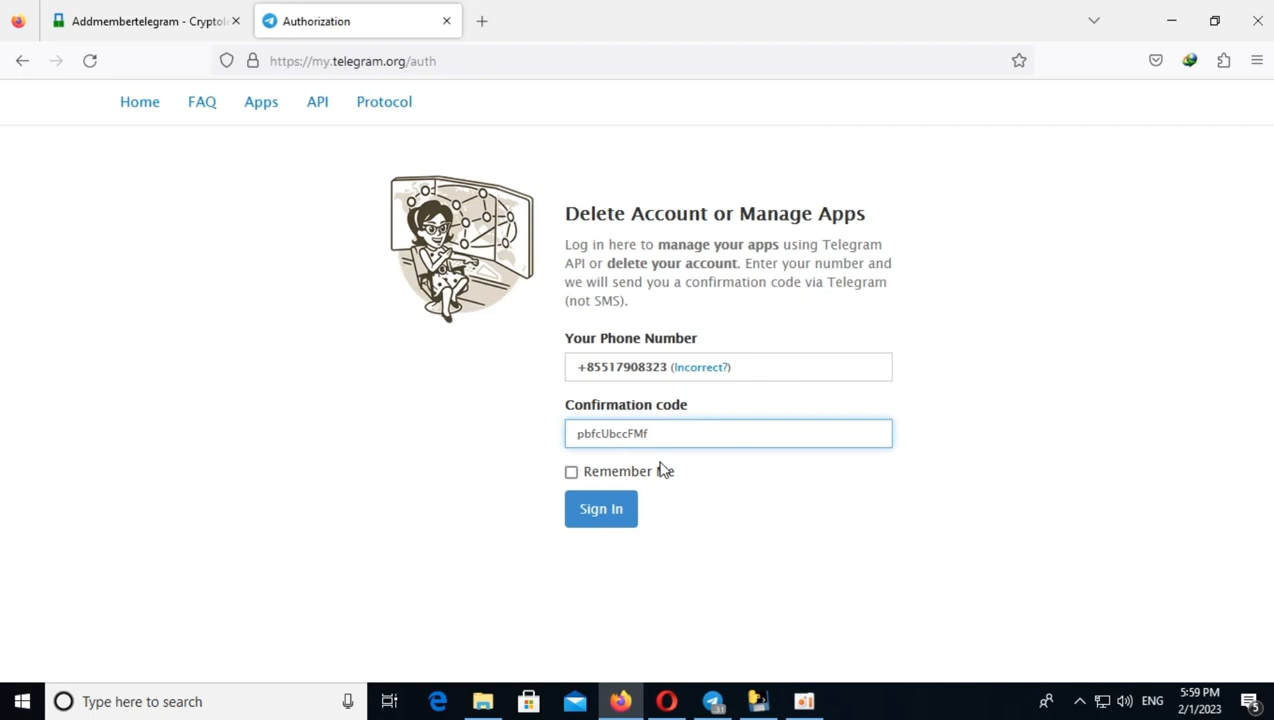 Addmembertelegram - Cryptol
Authorization
https://my.telegram.org/auth
Home FAQ Apps API Protocol
Delete Account or Manage Apps
Log in here to manage your apps using Telegram
API or delete your account. Enter your number and
we will send you a confirmation code via Telegram
(not SMS).
Your Phone Number
+85517908323 (Incorrect?)
Confirmation code
pbfcUbccFMf
Remember Me
Sign In
Type here to search
31
ENG
5:59 PM
2/1/2023
5